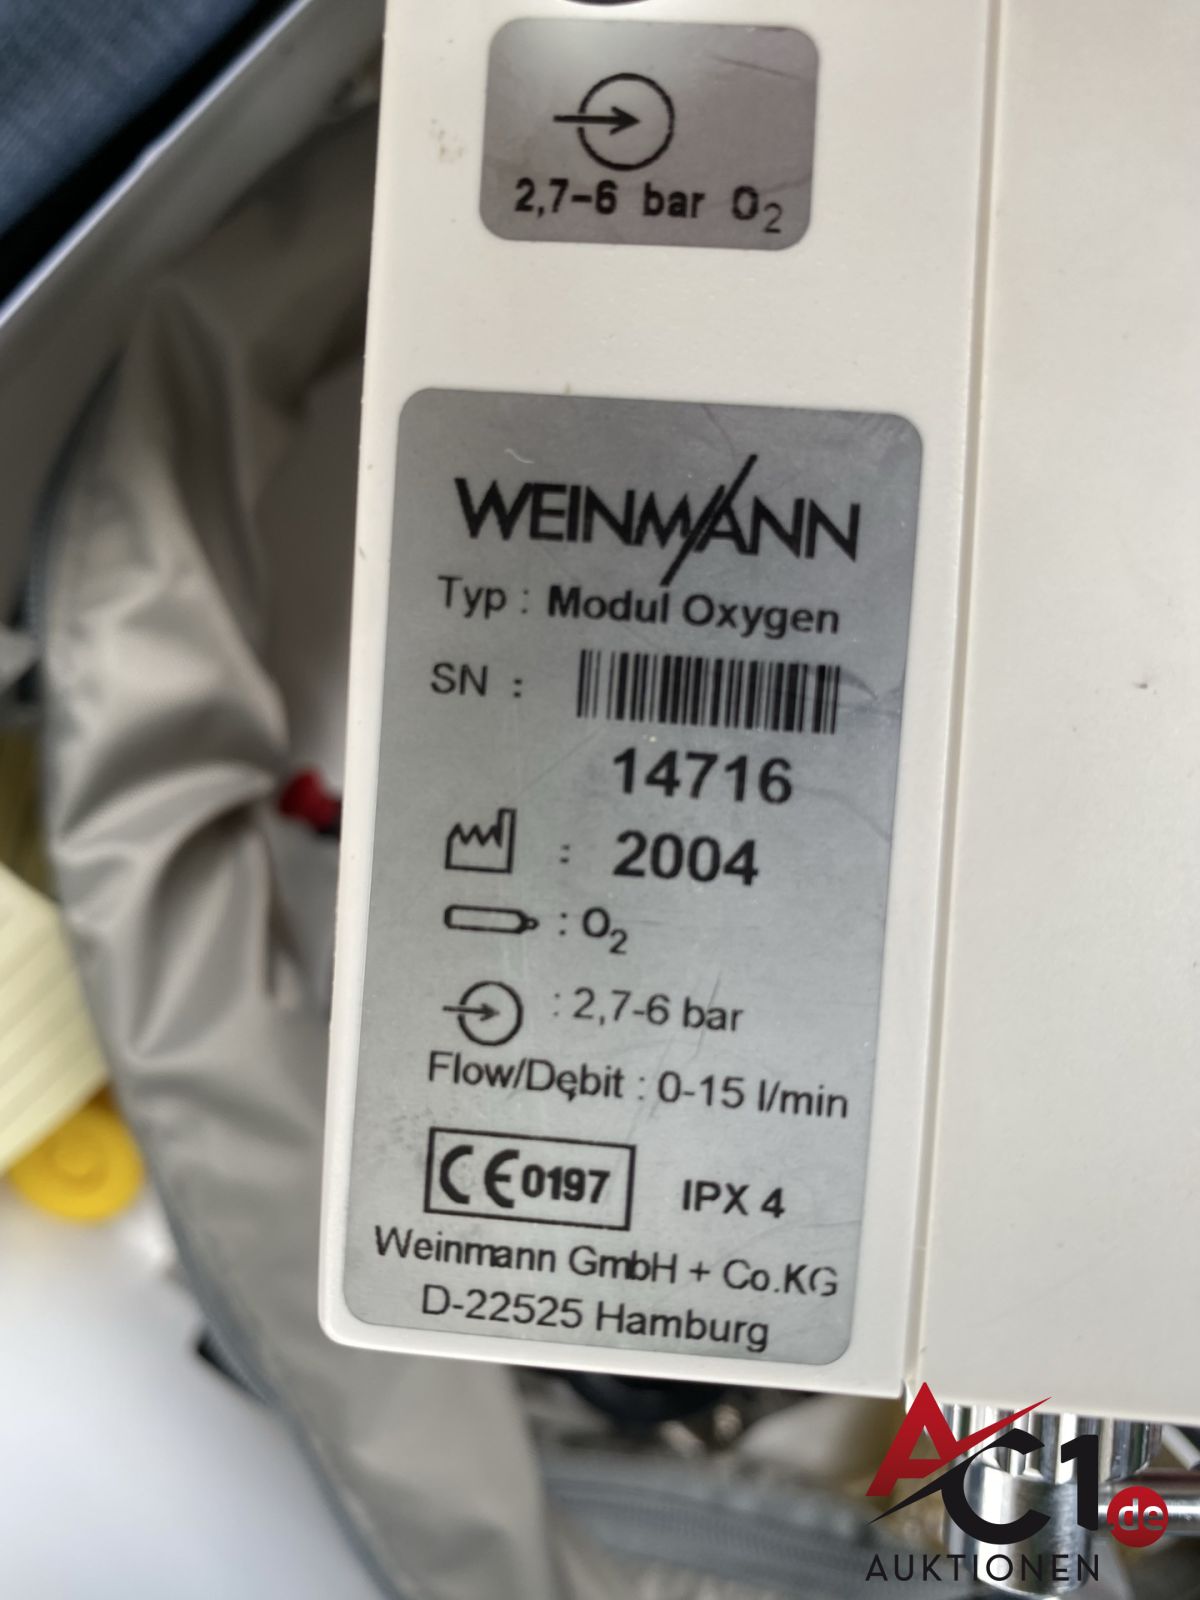 2,7-6 bar O₂
WEINMANN
Typ : Modul Oxygen
SN :
14716
: 2004
: O₂
: 2,7-6 bar
Flow/Dębit : 0-15 l/min
CE 0197 IPX 4
Weinmann GmbH + Co.KG
D-22525 Hamburg
AC1.de
AUKTIONEN